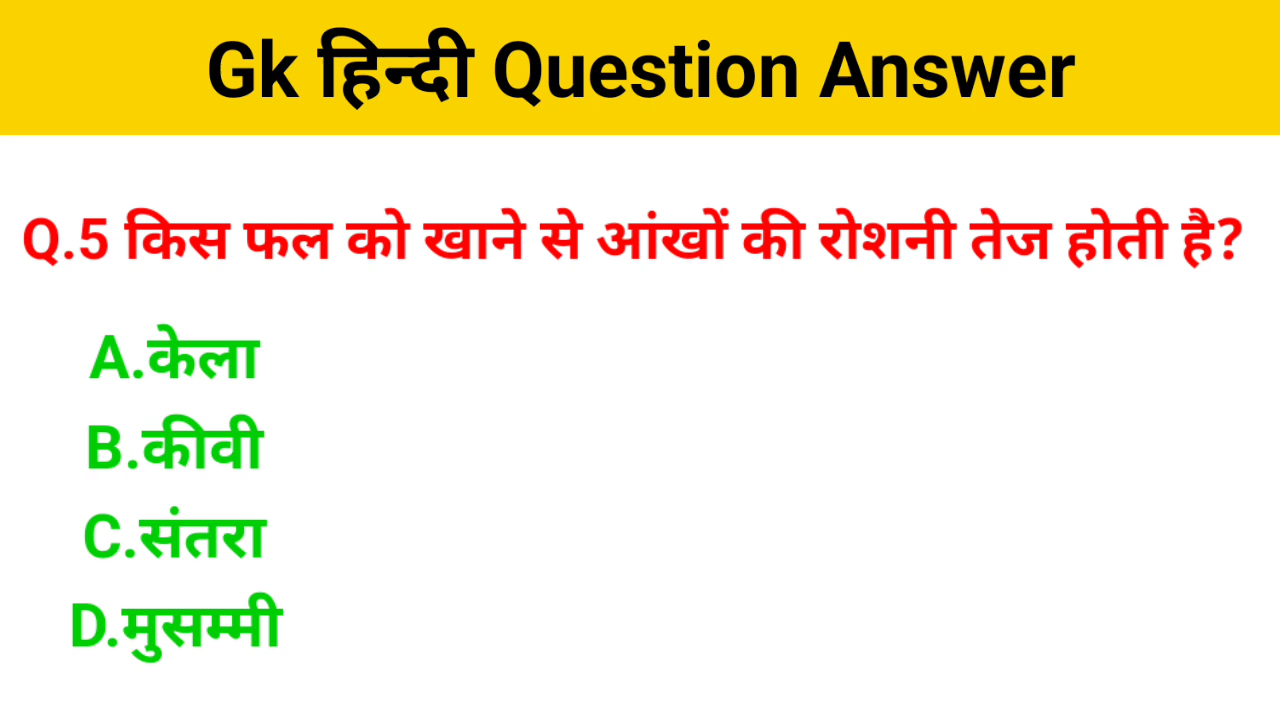 Gk हिन्दी Question Answer
Q.5 किस फल को खाने से आंखों की रोशनी तेज होती है?
A.केला
B.कीवी
C.संतरा
D.मुसम्मी